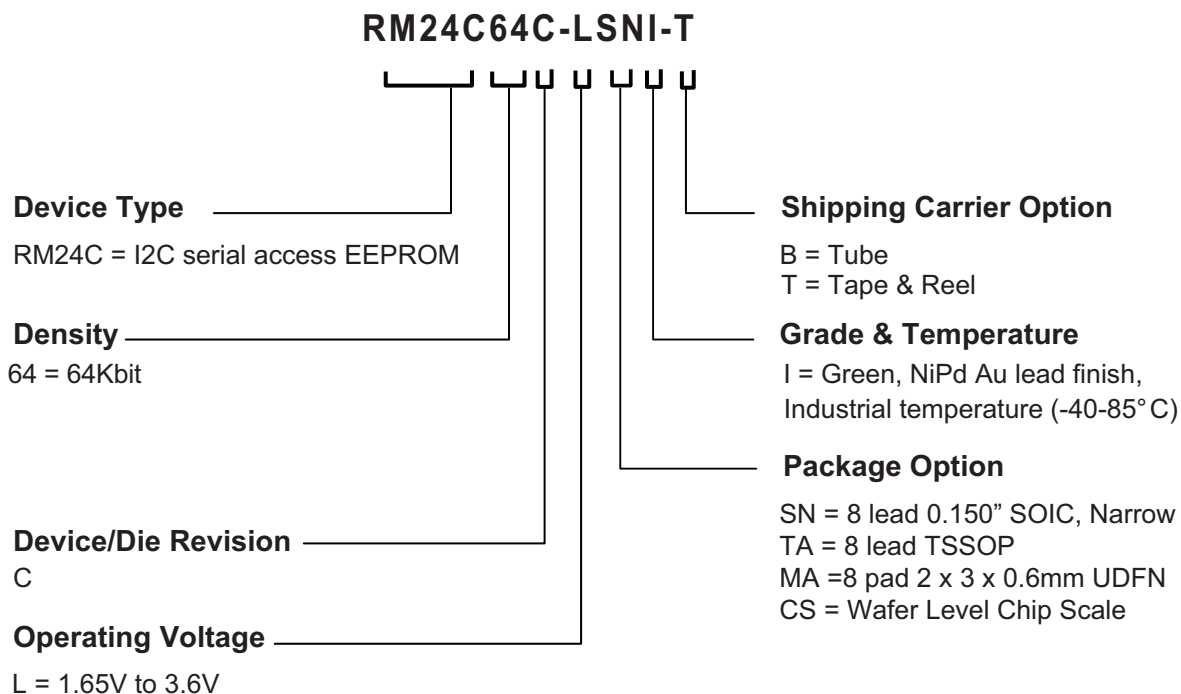 RM24C64C-LSNI-T
Device Type
RM24C = I2C serial access EEPROM
Density
64 = 64Kbit
Device/Die Revision
C
Operating Voltage
L = 1.65V to 3.6V
Shipping Carrier Option
B = Tube
T = Tape & Reel
Grade & Temperature
I = Green, NiPd Au lead finish,
Industrial temperature (-40-85° C)
Package Option
SN = 8 lead 0.150” SOIC, Narrow
TA = 8 lead TSSOP
MA =8 pad 2 x 3 x 0.6mm UDFN
CS = Wafer Level Chip Scale